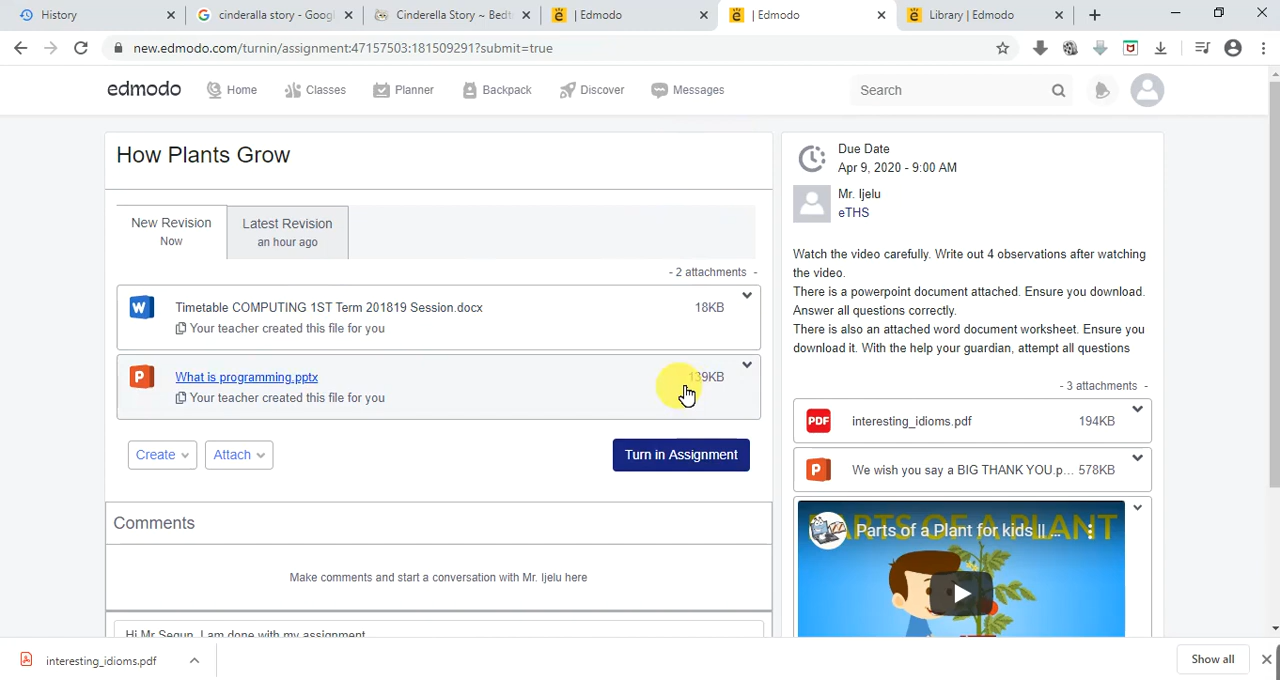 History
cinderalla story - Goog
Cinderella Story ~ Bedt
| Edmodo
| Edmodo
Library | Edmodo
new.edmodo.com/turnin/assignment:47157503:181509291?submit=true
edmodo
Home
Classes
Planner
Backpack
Discover
Messages
Search
How Plants Grow
New Revision
Now
Latest Revision
an hour ago
- 2 attachments -
Timetable COMPUTING 1ST Term 201819 Session.docx
18KB
Your teacher created this file for you
What is programming.pptx
139KB
Your teacher created this file for you
Create
Attach
Turn in Assignment
Comments
Make comments and start a conversation with Mr. Ijelu here
Hi Mr Segun, I am done with my assignment
Due Date
Apr 9, 2020 - 9:00 AM
Mr. Ijelu
eTHS
Watch the video carefully. Write out 4 observations after watching
the video.
There is a powerpoint document attached. Ensure you download.
Answer all questions correctly.
There is also an attached word document worksheet. Ensure you
download it. With the help your guardian, attempt all questions
- 3 attachments -
PDF
interesting_idioms.pdf
194KB
We wish you say a BIG THANK YOU.p...
578KB
PARTS OF A PLANT
Parts of a Plant for kids || ...
interesting_idioms.pdf
Show all